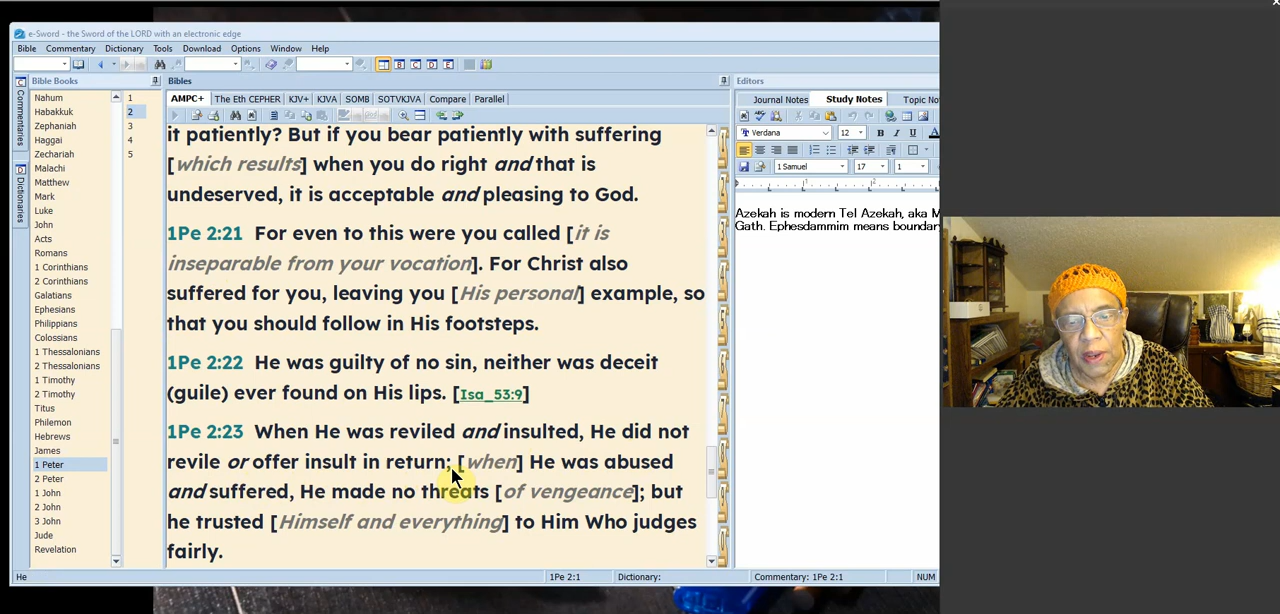 e-Sword - the Sword of the LORD with an electronic edge
Bible Commentary Dictionary Tools Download Options Window Help
B C D E
Bible Books
Commentaries
Dictionaries
Nahum
Habakkuk
Zephaniah
Haggai
Zechariah
Malachi
Matthew
Mark
Luke
John
Acts
Romans
1 Corinthians
2 Corinthians
Galatians
Ephesians
Philippians
Colossians
1 Thessalonians
2 Thessalonians
1 Timothy
2 Timothy
Titus
Philemon
Hebrews
James
1 Peter
2 Peter
1 John
2 John
3 John
Jude
Revelation
1
2
3
4
5
Bibles
AMPC+ The Eth CEPHER KJV+ KJVA SOMB SOTVKJVA Compare Parallel
it patiently? But if you bear patiently with suffering
[which results] when you do right and that is
undeserved, it is acceptable and pleasing to God.
1Pe 2:21 For even to this were you called [it is
inseparable from your vocation]. For Christ also
suffered for you, leaving you [His personal] example, so
that you should follow in His footsteps.
1Pe 2:22 He was guilty of no sin, neither was deceit
(guile) ever found on His lips. [Isa_53:9]
1Pe 2:23 When He was reviled and insulted, He did not
revile or offer insult in return; [when] He was abused
and suffered, He made no threats [of vengeance]; but
he trusted [Himself and everything] to Him Who judges
fairly.
Editors
Journal Notes Study Notes Topic No
Verdana 12 B I U A
1 Samuel 17 1
1 2
Azekah is modern Tel Azekah, aka M
Gath. Ephesdammim means boundar
He 1Pe 2:1 Dictionary: Commentary: 1Pe 2:1 NUM